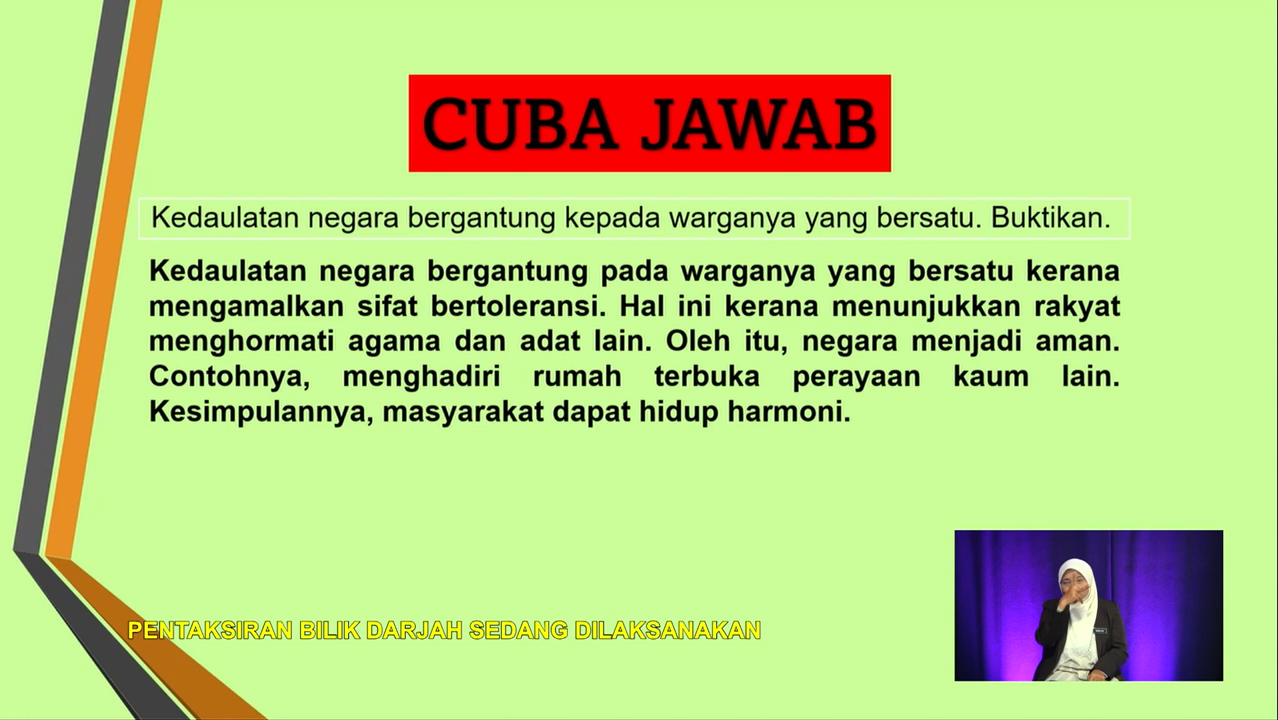 CUBA JAWAB
Kedaulatan negara bergantung kepada warganya yang bersatu. Buktikan.
Kedaulatan negara bergantung pada warganya yang bersatu kerana
mengamalkan sifat bertoleransi. Hal ini kerana menunjukkan rakyat
menghormati agama dan adat lain. Oleh itu, negara menjadi aman.
Contohnya, menghadiri rumah terbuka perayaan kaum lain.
Kesimpulannya, masyarakat dapat hidup harmoni.
PENTAKSIRAN BILIK DARJAH SEDANG DILAKSANAKAN